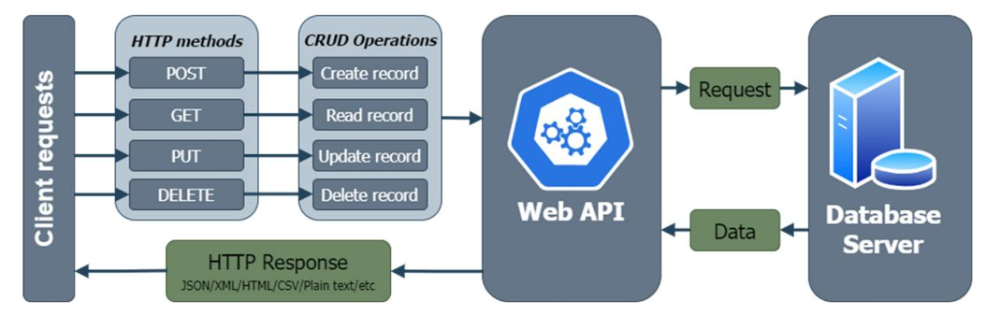 Client requests
HTTP methods
POST
GET
PUT
DELETE
CRUD Operations
Create record
Read record
Update record
Delete record
HTTP Response
JSON/XML/HTML/CSV/Plain text/etc
Web API
Request
Data
Database
Server